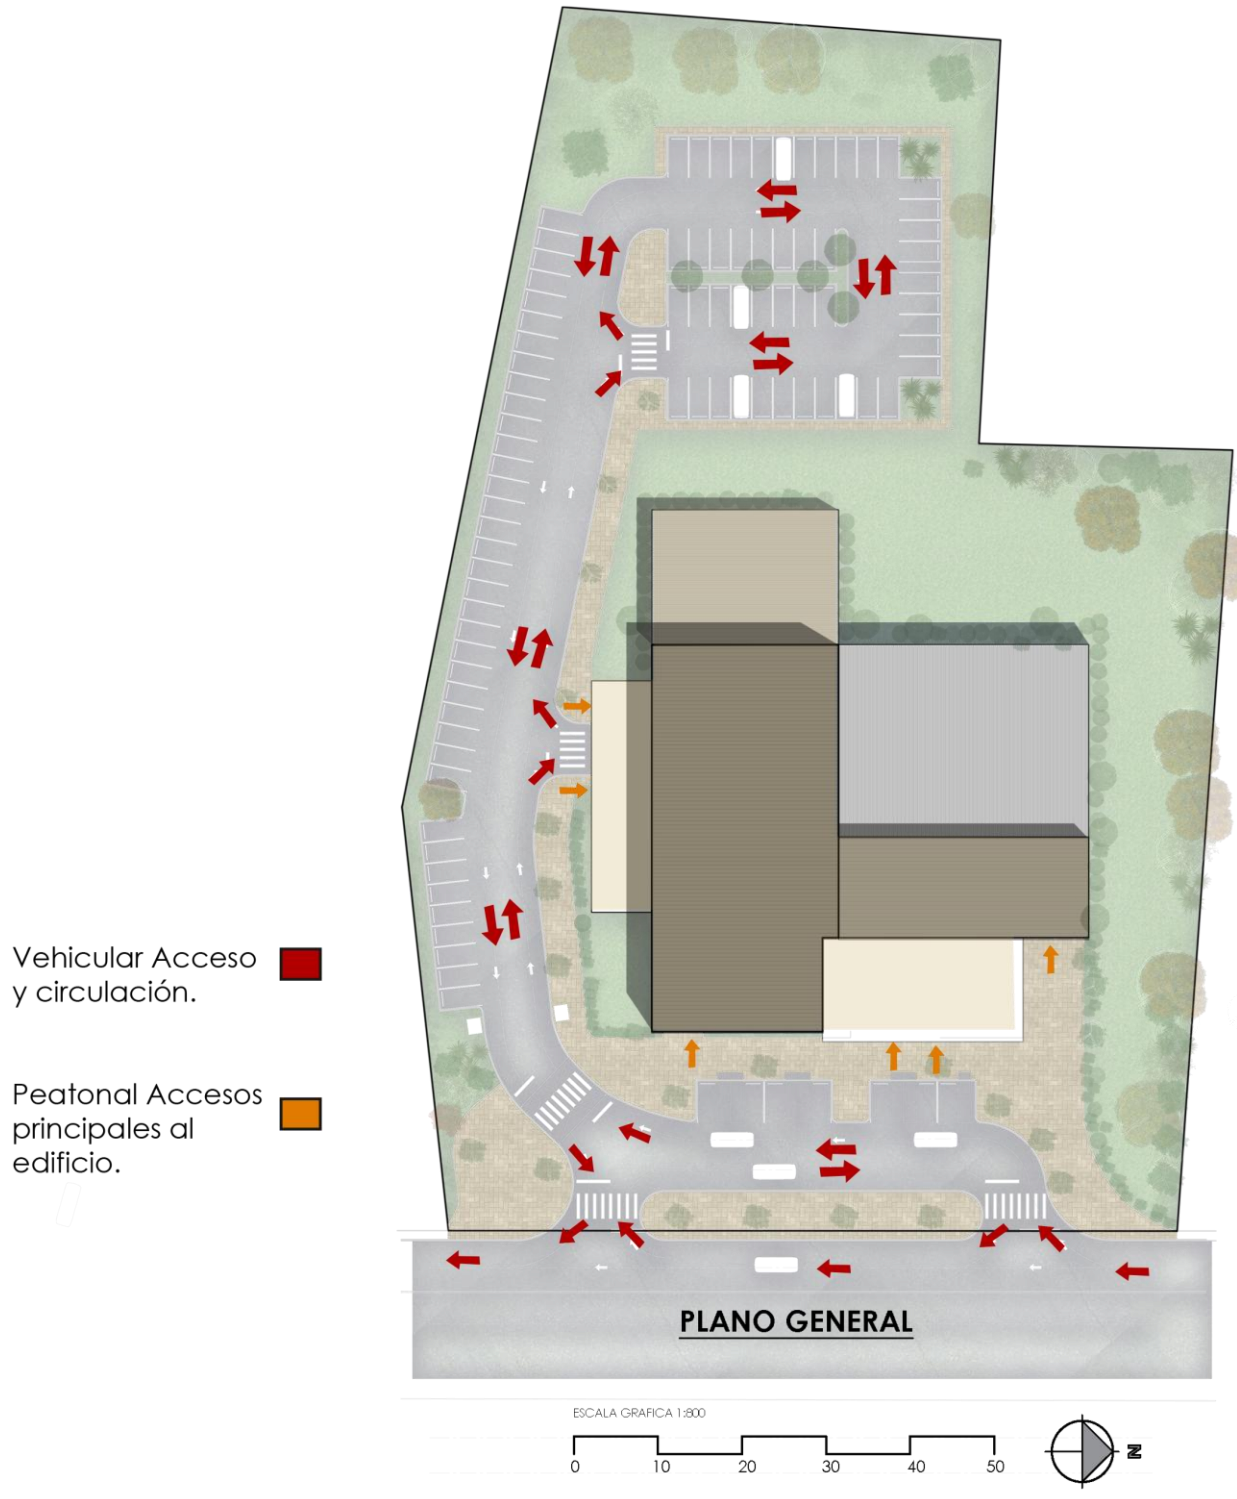 Vehicular Acceso
y circulación.
Peatonal Accesos
principales al
edificio.
PLANO GENERAL
ESCALA GRAFICA 1:800
0 10 20 30 40 50
N